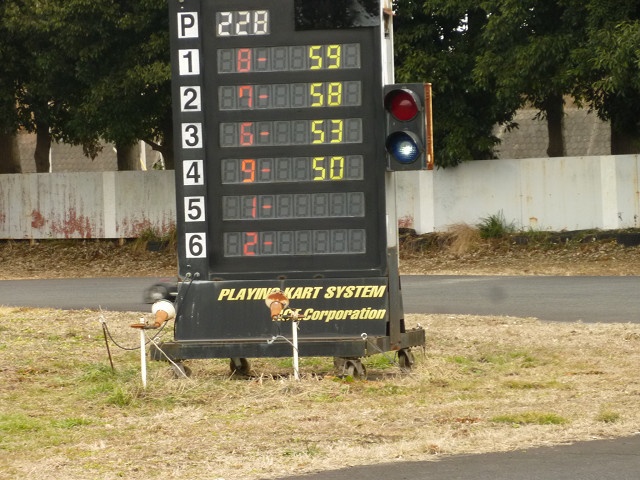 P 228
1 8- 59
2 7- 58
3 6- 53
4 9- 50
5 1-
6 2-
PLAYING KART SYSTEM
Corporation